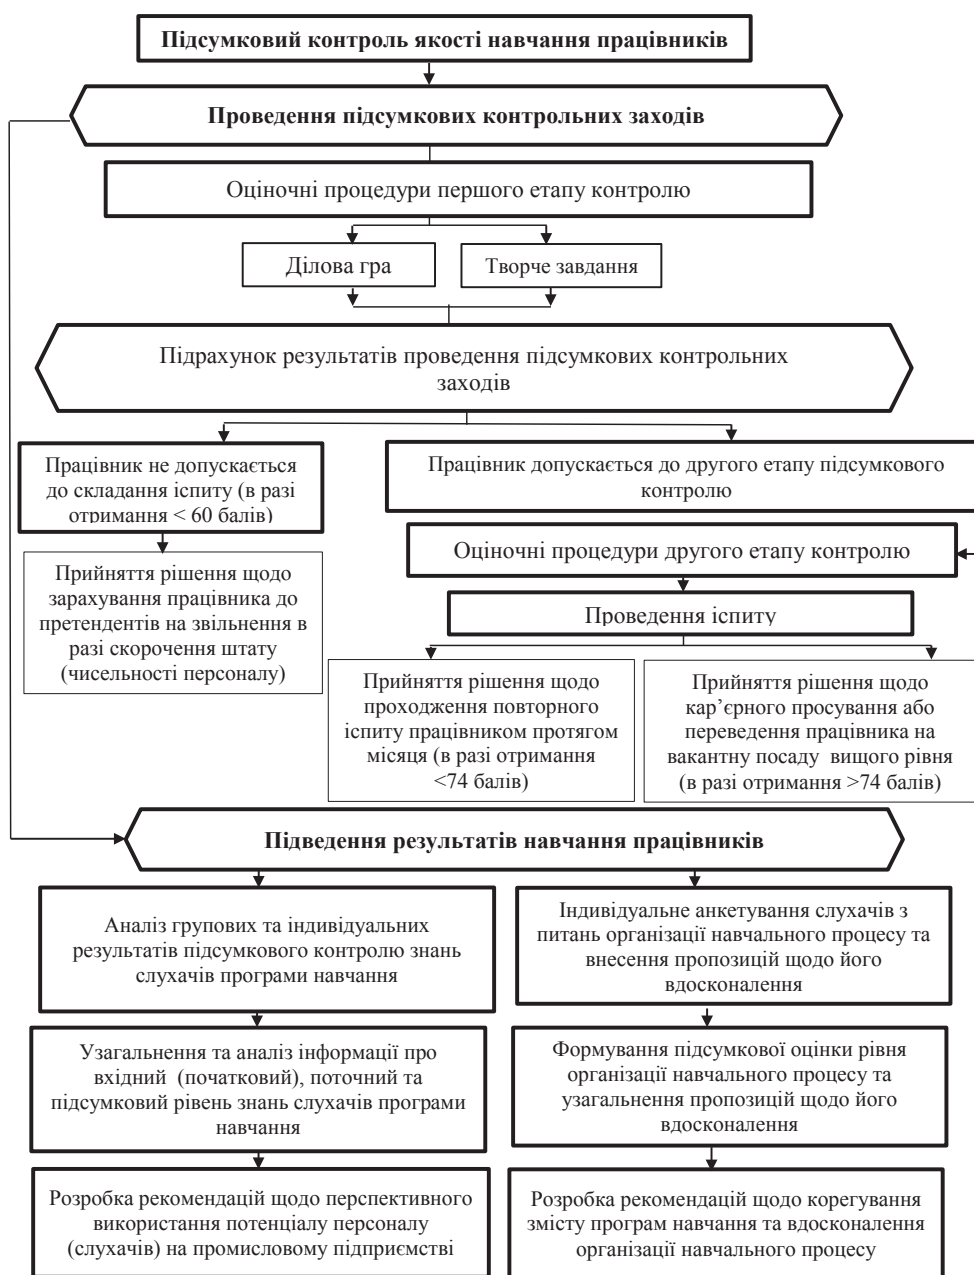 Підсумковий контроль якості навчання працівників
Проведення підсумкових контрольних заходів
Оціночні процедури першого етапу контролю
Ділова гра
Творче завдання
Підрахунок результатів проведення підсумкових контрольних
заходів
Працівник не допускається
до складання іспиту (в разі
отримання < 60 балів)
Працівник допускається до другого етапу підсумкового
контролю
Оціночні процедури другого етапу контролю
Прийняття рішення щодо
зарахування працівника до
претендентів на звільнення в
разі скорочення штату
(чисельності персоналу)
Проведення іспиту
Прийняття рішення щодо
проходження повторного
іспиту працівником протягом
місяця (в разі отримання
<74 балів)
Прийняття рішення щодо
кар’єрного просування або
переведення працівника на
вакантну посаду вищого рівня
(в разі отримання >74 балів)
Підведення результатів навчання працівників
Аналіз групових та індивідуальних
результатів підсумкового контролю знань
слухачів програми навчання
Індивідуальне анкетування слухачів з
питань організації навчального процесу та
внесення пропозицій щодо його
вдосконалення
Узагальнення та аналіз інформації про
вхідний (початковий), поточний та
підсумковий рівень знань слухачів програми
навчання
Формування підсумкової оцінки рівня
організації навчального процесу та
узагальнення пропозицій щодо його
вдосконалення
Розробка рекомендацій щодо перспективного
використання потенціалу персоналу
(слухачів) на промисловому підприємстві
Розробка рекомендацій щодо корегування
змісту програм навчання та вдосконалення
організації навчального процесу